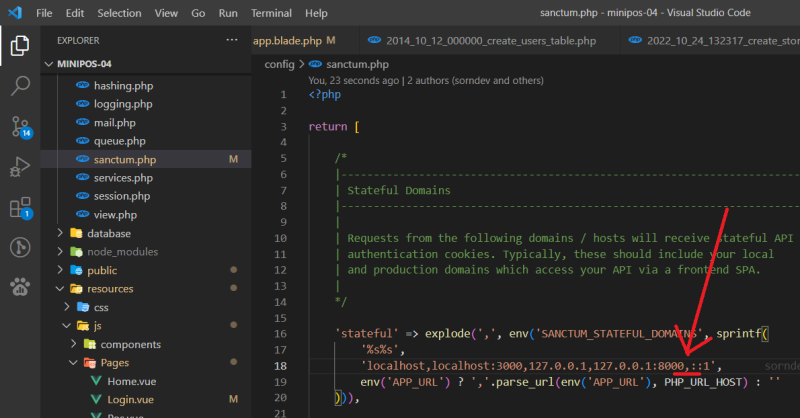 File Edit Selection View Go Run Terminal Help
sanctum.php - minipos-04 - Visual Studio Code
EXPLORER
MINIPOS-04
hashing.php
logging.php
mail.php
queue.php
sanctum.php M
services.php
session.php
view.php
database
node_modules
public
resources
css
js
components
Pages
Home.vue
Login.vue M
14
1
app.blade.php M
2014_10_12_000000_create_users_table.php
2022_10_24_132317_create_stor
config > sanctum.php
You, 23 seconds ago | 2 authors (sorndev and others)
1 <?php
2
3 return [
4
5 /*
6 |-----------------------------------------------------------------------
7 | Stateful Domains
8 |-----------------------------------------------------------------------
9 |
10 | Requests from the following domains / hosts will receive stateful API
11 | authentication cookies. Typically, these should include your local
12 | and production domains which access your API via a frontend SPA.
13 |
14 */
15
16 'stateful' => explode(',', env('SANCTUM_STATEFUL_DOMAINS', sprintf(
17 '%s%s',
18 'localhost,localhost:3000,127.0.0.1,127.0.0.1:8000,::1', sornde
19 env('APP_URL') ? ','.parse_url(env('APP_URL'), PHP_URL_HOST) : ''
20 ))),
21